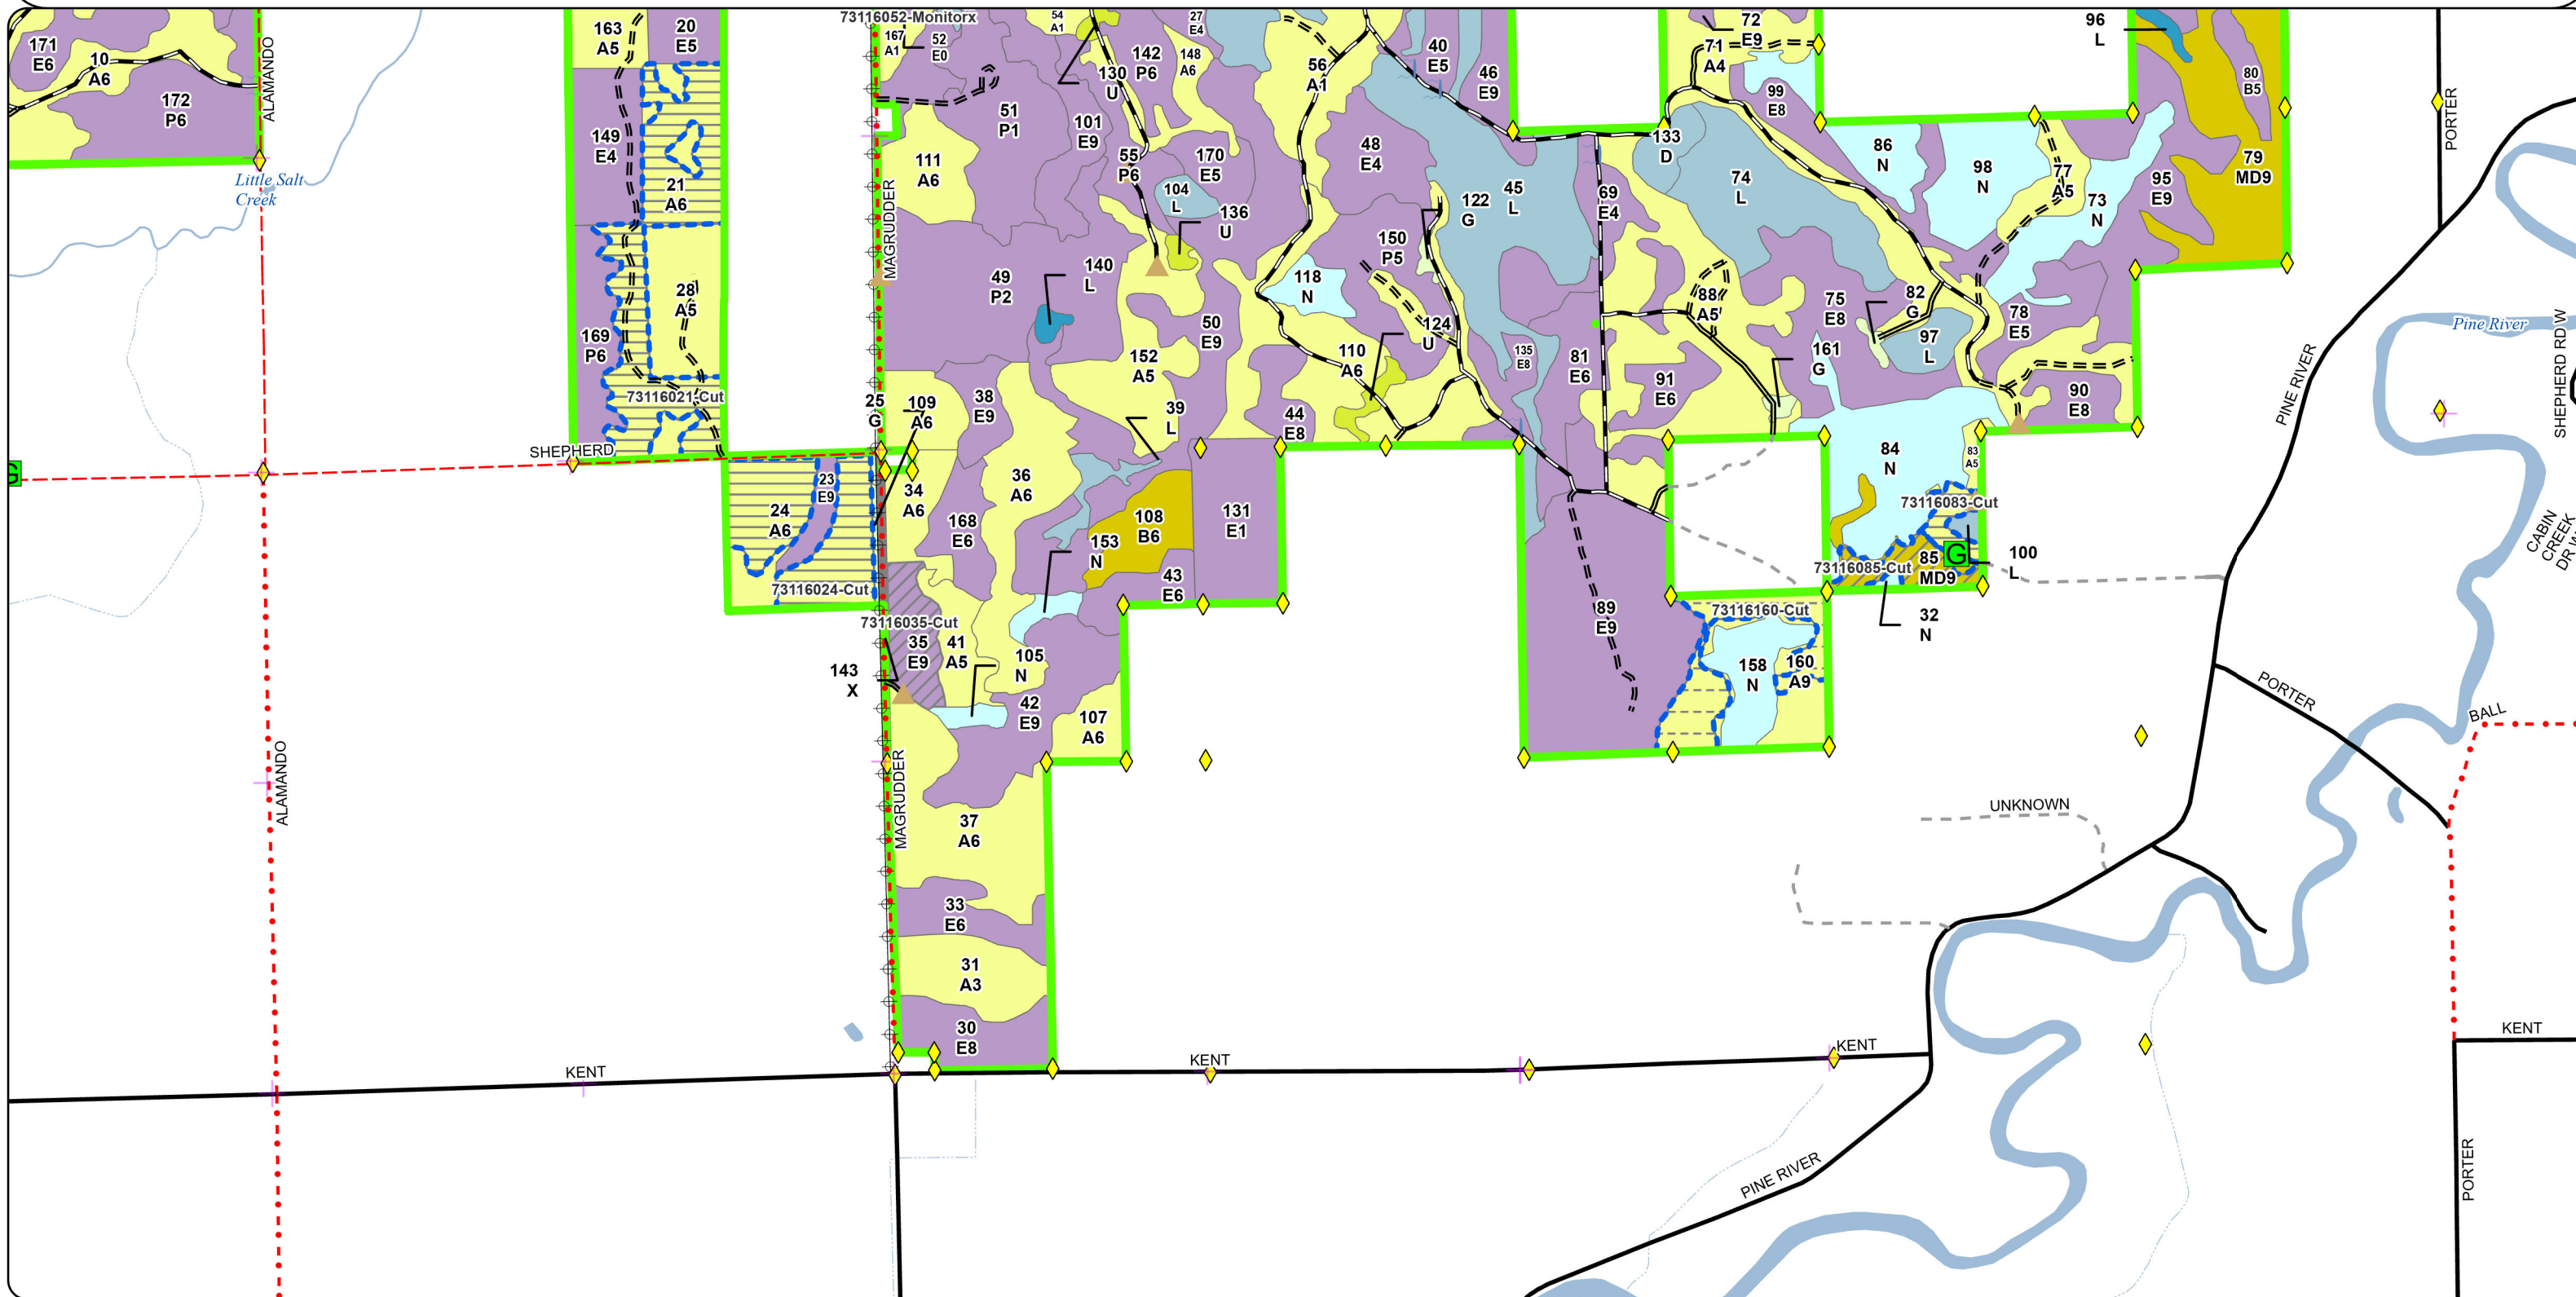 73116052-Monitorx
171
E6
10
A6
172
P6
ALAMANDO
Little Salt
Creek
163
A5
20
E5
149
E4
21
A6
28
A5
169
P6
73116021-Cut
SHEPHERD
G
167
A1
52
E0
54
A1
27
E4
142
P6
148
A6
130
U
51
P1
101
E9
111
A6
55
P6
170
E5
104
L
136
U
MAGRUDDER
49
P2
140
L
50
E9
152
A5
38
E9
39
L
25
G
109
A6
56
A1
40
E5
46
E9
48
E4
45
L
122
G
150
P5
118
N
124
U
110
A6
44
E8
135
E8
81
E6
72
E9
71
A4
99
E8
133
D
74
L
69
E4
88
A5
75
E8
82
G
97
L
91
E6
161
G
86
N
98
N
77
A5
73
N
95
E9
78
E5
90
E8
96
L
80
B5
79
MD9
PORTER
PINE RIVER
Pine River
SHEPHERD RD W
24
A6
23
E9
73116024-Cut
34
A6
168
E6
36
A6
108
B6
131
E1
153
N
43
E6
73116035-Cut
35
E9
41
A5
105
N
143
X
42
E9
107
A6
MAGRUDDER
37
A6
33
E6
31
A3
30
E8
84
N
83
A5
73116083-Cut
G
85
MD9
73116085-Cut
100
L
32
N
89
E9
73116160-Cut
158
N
160
A9
CABIN
CREEK
PORTER
BALL
ALAMANDO
UNKNOWN
KENT
KENT
KENT
KENT
PINE RIVER
PORTER